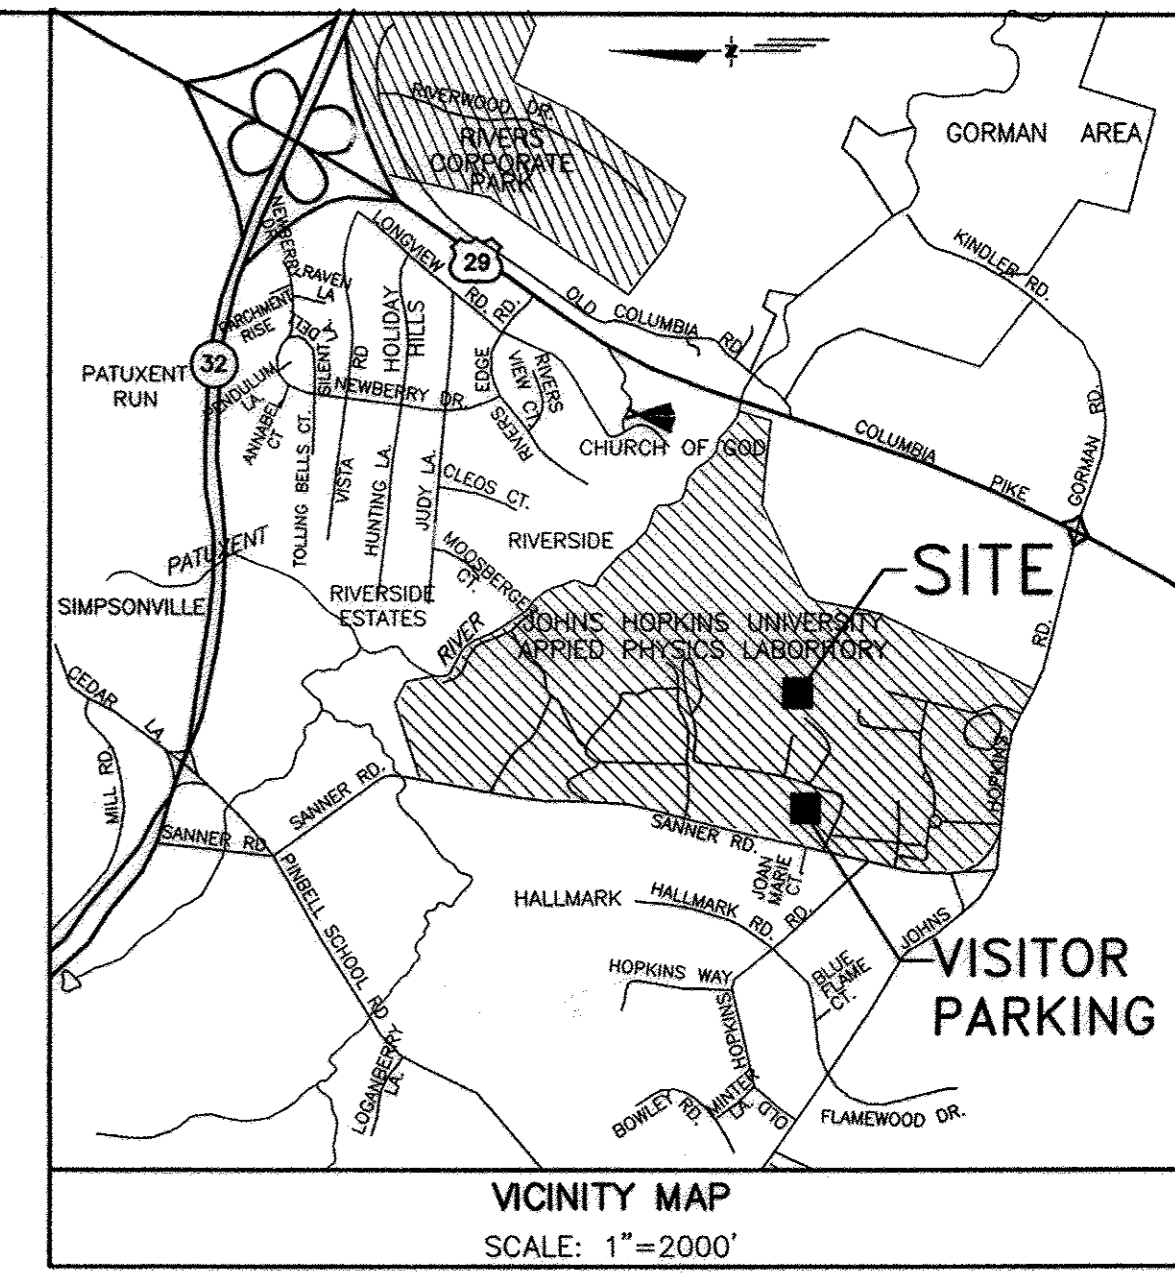 N
RIVERWOOD DR.
RIVERS
CORPORATE
PARK
GORMAN AREA
KINDLER RD.
NEWBERRY
DR.
LONGVIEW
RD.
29
RD.
OLD COLUMBIA RD.
RAVEN
LA
PARCHMENT
RISE
DELL
LA.
HOLIDAY
HILLS
32
PATUXENT
RUN
PENDULUM
LA.
SILENT
RD
EDGE
RIVERS
VIEW CT.
NEWBERRY DR.
ANNABEL
CT
RIVERS
CHURCH OF GOD
COLUMBIA
PIKE
GORMAN RD.
TOLLING BELLS CT.
VISTA
HUNTING LA.
JUDY LA.
CLEOS CT.
RIVERSIDE
MOOSBERGER
CT.
PATUXENT
SITE
SIMPSONVILLE
RIVERSIDE
ESTATES
RIVER
JOHNS HOPKINS UNIVERSITY
APPIED PHYSICS LABORITORY
RD.
CEDAR LA.
MILL RD.
SANNER RD.
HOPKINS
SANNER RD.
SANNER RD.
PINBELL SCHOOL RD
JOAN
MARIE
CT.
HALLMARK
HALLMARK RD.
RD.
JOHNS
VISITOR
PARKING
HOPKINS WAY
BLUE
FLAME
CT.
HOPKINS
LOGANBERRY
LA.
BOWLEY RD.
MINTER
LA.
OLD
FLAMEWOOD DR.
VICINITY MAP
SCALE: 1"=2000'